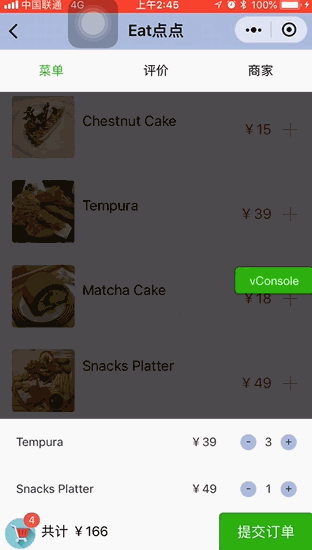 中国联通 4G 上午2:45 100%
Eat点点
菜单 评价 商家
Chestnut Cake
¥ 15 +
Tempura
¥ 39 +
vConsole
Matcha Cake
¥ 18 +
Snacks Platter
¥ 49 +
Tempura ¥ 39 - 3 +
Snacks Platter ¥ 49 - 1 +
4
共计 ¥ 166 提交订单